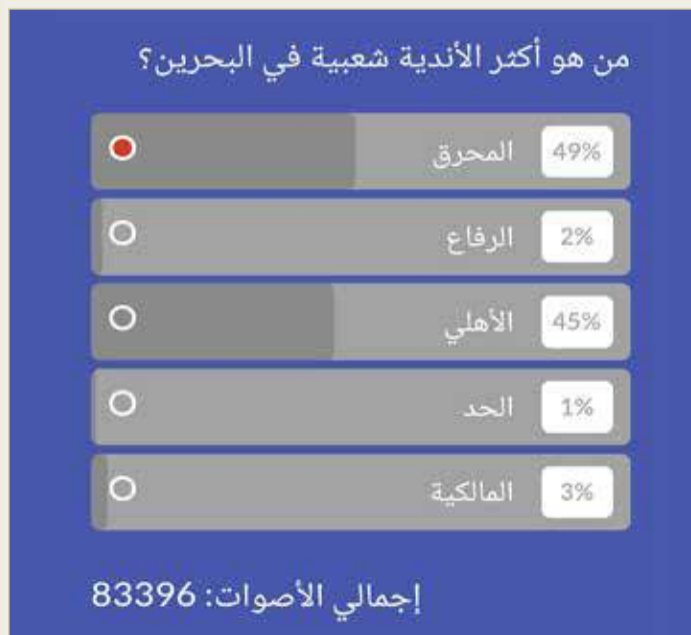 من هو أكثر الأندية شعبية في البحرين؟
49% المحرق
2% الرفاع
45% الأهلي
1% الحد
3% المالكية
إجمالي الأصوات: 83396